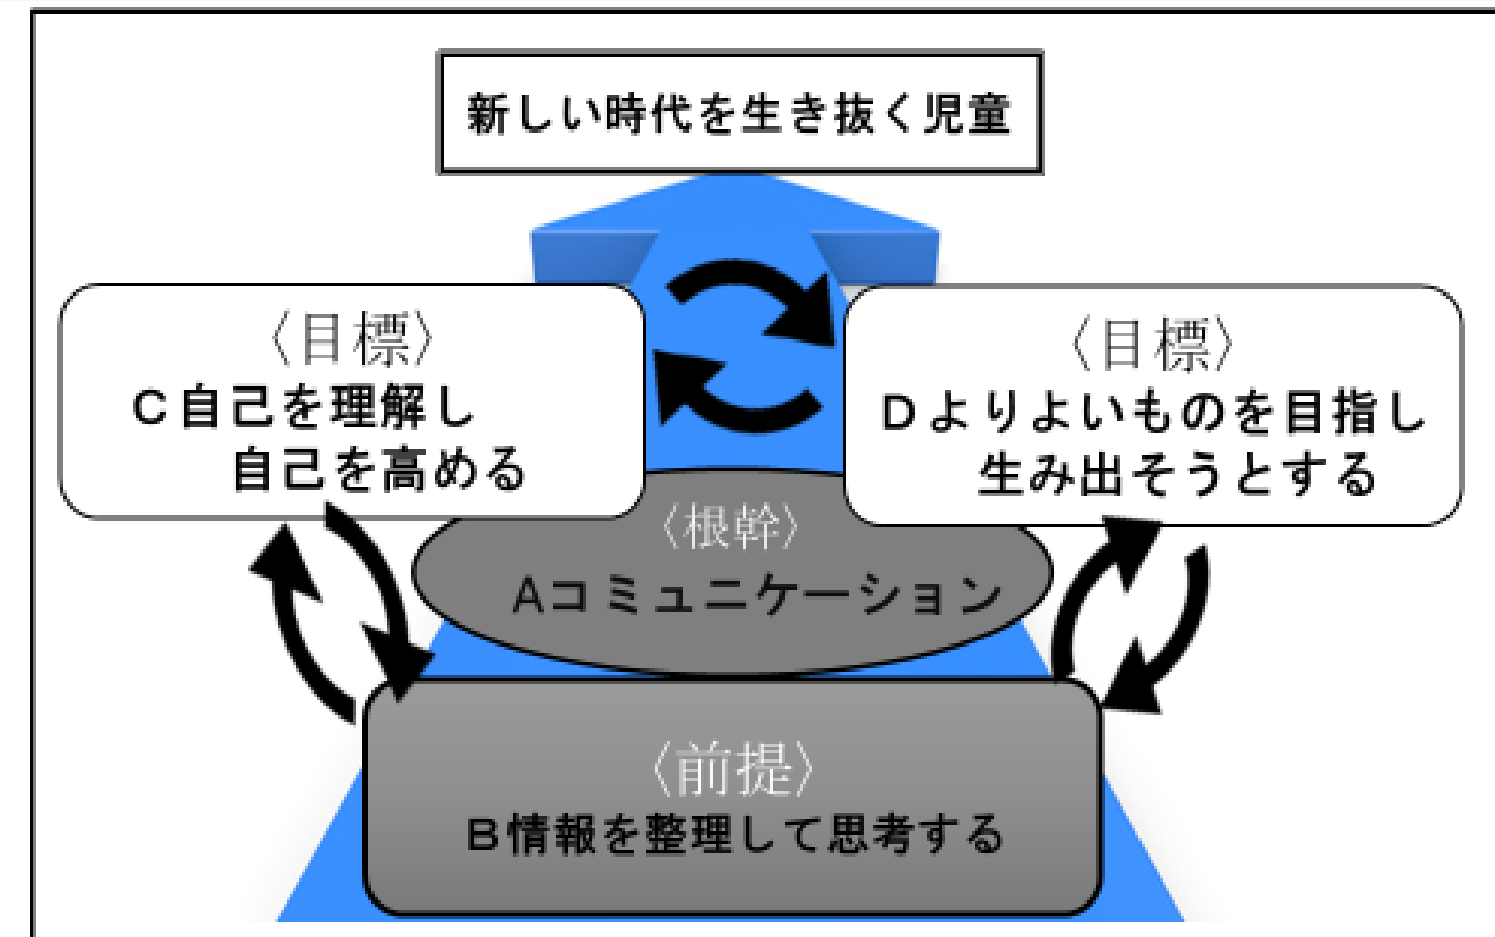 新しい時代を生き抜く児童
〈目標〉
C自己を理解し
自己を高める
〈目標〉
Dよりよいものを目指し
生み出そうとする
〈根幹〉
Aコミュニケーション
〈前提〉
B情報を整理して思考する